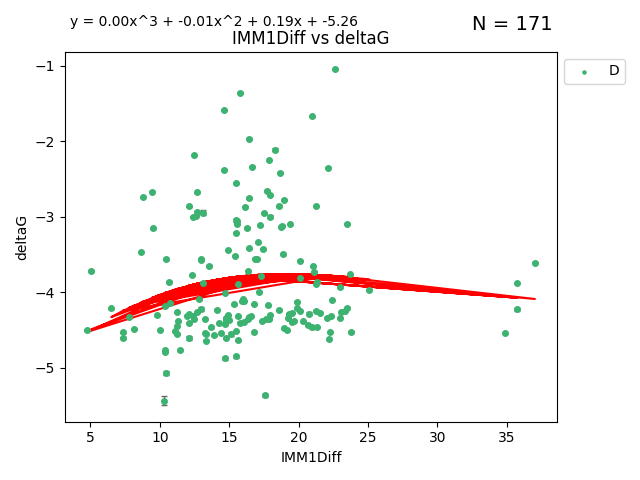 y = 0.00x^3 + -0.01x^2 + 0.19x + -5.26
N = 171
IMM1Diff vs deltaG
D
−1
−2
−3
−4
−5
deltaG
5 10 15 20 25 30 35
IMM1Diff